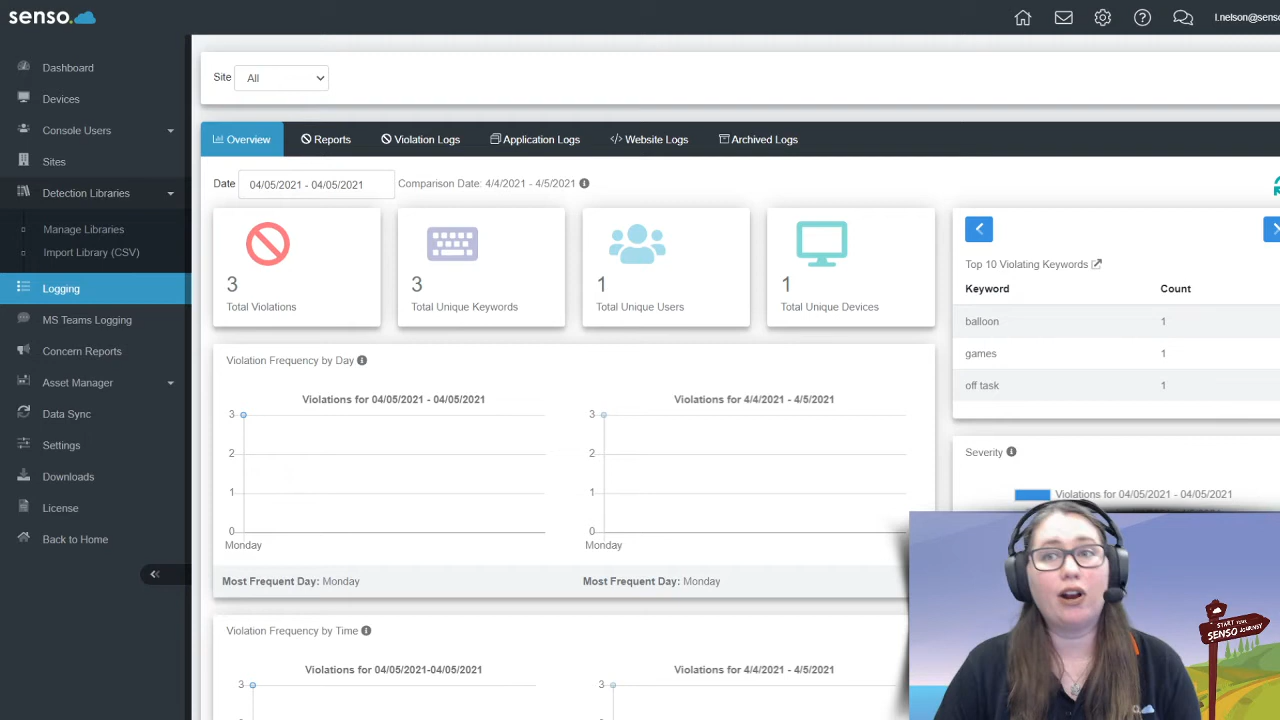 senso.
l.nelson@senso
Dashboard
Devices
Console Users
Sites
Detection Libraries
Manage Libraries
Import Library (CSV)
Logging
MS Teams Logging
Concern Reports
Asset Manager
Data Sync
Settings
Downloads
License
Back to Home
Site All
Overview Reports Violation Logs Application Logs Website Logs Archived Logs
Date 04/05/2021 - 04/05/2021 Comparison Date: 4/4/2021 - 4/5/2021
3
Total Violations
3
Total Unique Keywords
1
Total Unique Users
1
Total Unique Devices
Top 10 Violating Keywords
Keyword Count
balloon 1
games 1
off task 1
Violation Frequency by Day
Violations for 04/05/2021 - 04/05/2021
3
2
1
0
Monday
Most Frequent Day: Monday
Violations for 4/4/2021 - 4/5/2021
3
2
1
0
Monday
Most Frequent Day: Monday
Severity
Violations for 04/05/2021 - 04/05/2021
Violation Frequency by Time
Violations for 04/05/2021-04/05/2021
3
Violations for 4/4/2021 - 4/5/2021
3
START YOUR
SENSO JOURNEY